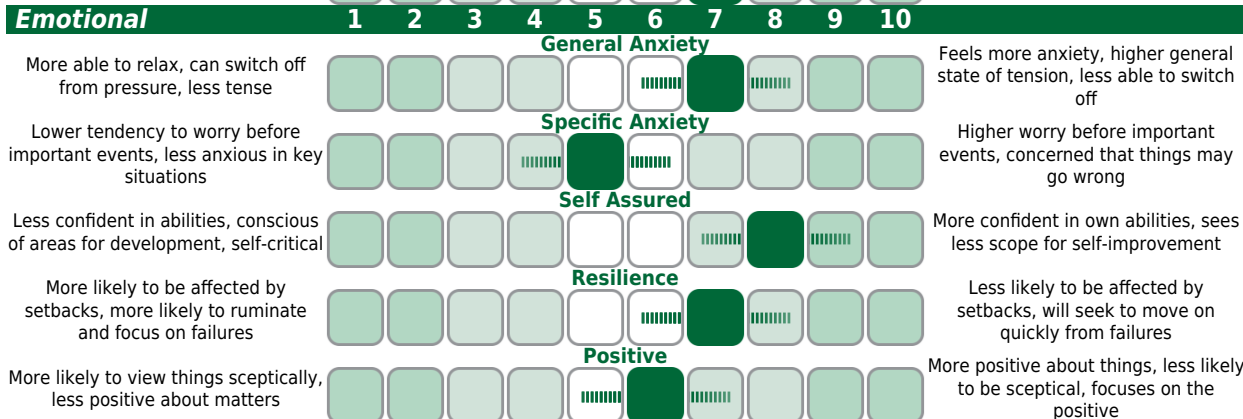 Emotional 1 2 3 4 5 6 7 8 9 10
General Anxiety
More able to relax, can switch off
from pressure, less tense
Feels more anxiety, higher general
state of tension, less able to switch
off
Specific Anxiety
Lower tendency to worry before
important events, less anxious in key
situations
Higher worry before important
events, concerned that things may
go wrong
Self Assured
Less confident in abilities, conscious
of areas for development, self-critical
More confident in own abilities, sees
less scope for self-improvement
Resilience
More likely to be affected by
setbacks, more likely to ruminate
and focus on failures
Less likely to be affected by
setbacks, will seek to move on
quickly from failures
Positive
More likely to view things sceptically,
less positive about matters
More positive about things, less likely
to be sceptical, focuses on the
positive